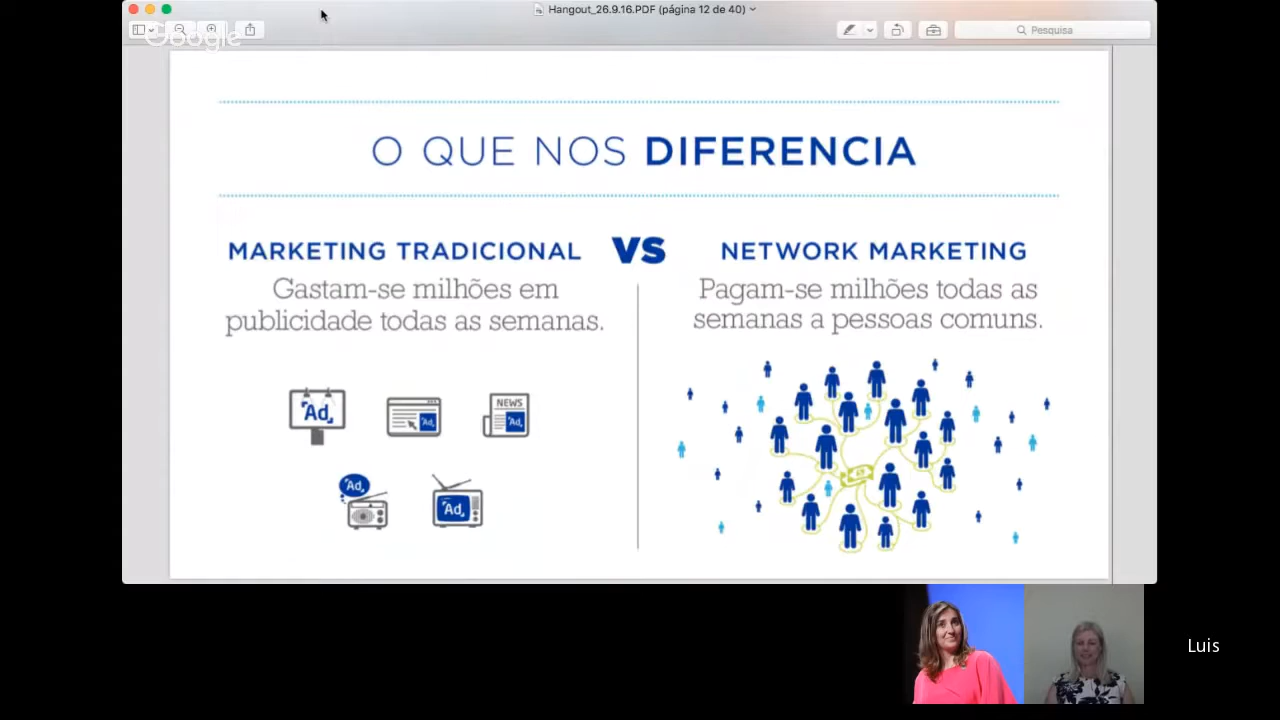 Hangout_26.9.16.PDF (página 12 de 40)
Google
Pesquisa
O QUE NOS DIFERENCIA
MARKETING TRADICIONAL VS NETWORK MARKETING
Gastam-se milhões em
publicidade todas as semanas.
Pagam-se milhões todas as
semanas a pessoas comuns.
Ad
Ad
NEWS
Ad
Ad
Ad
Luis